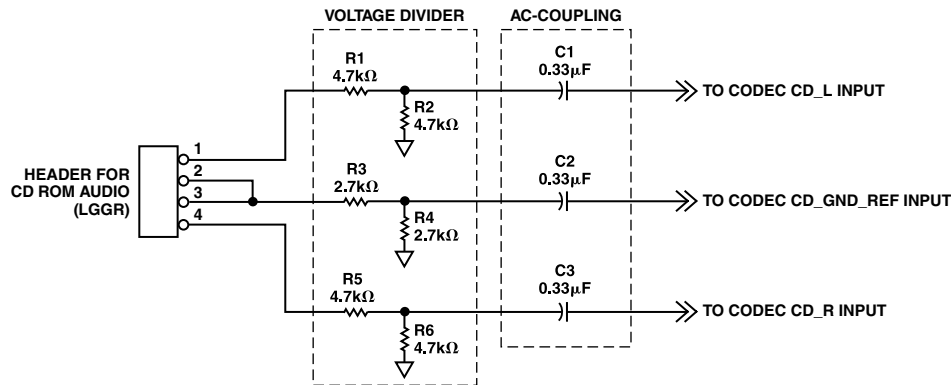 VOLTAGE DIVIDER
AC-COUPLING
R1
4.7kΩ
C1
0.33μF
TO CODEC CD_L INPUT
R2
4.7kΩ
HEADER FOR
CD ROM AUDIO
(LGGR)
1
2
3
4
R3
2.7kΩ
C2
0.33μF
TO CODEC CD_GND_REF INPUT
R4
2.7kΩ
R5
4.7kΩ
C3
0.33μF
TO CODEC CD_R INPUT
R6
4.7kΩ